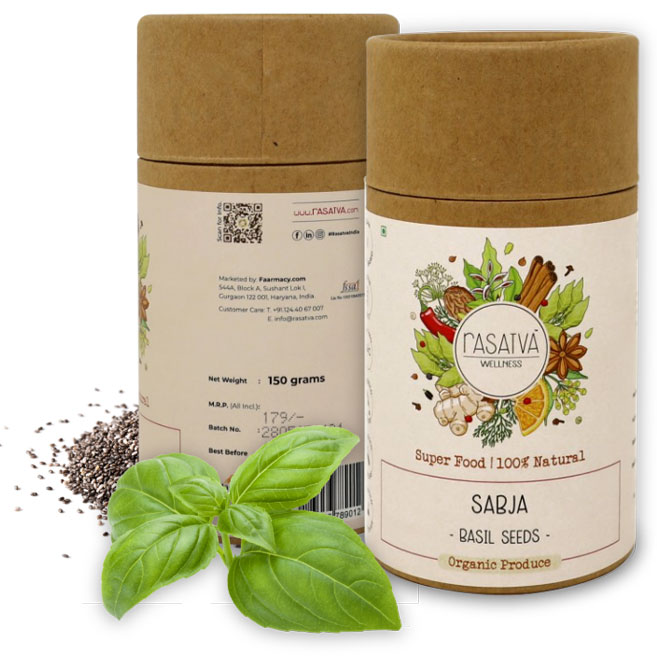 Scan for Info.
www.rasatva.com
@RasatvaIndia
Marketed by: Faarmacy.com
544A, Block A, Sushant Lok I,
Gurgaon 122 001, Haryana, India
Customer Care: T. +91.124.40 67 007
E. info@rasatva.com
fssai
Net Weight : 150 grams
M.R.P. (All Incl.):
179/-
Batch No. :
Best Before
rasatva
WELLNESS
Super Food | 100% Natural
SABJA
- BASIL SEEDS -
Organic Produce